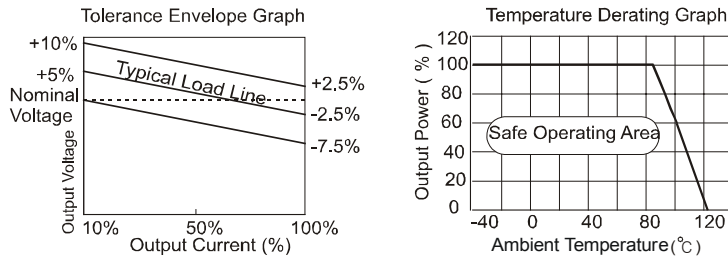 Tolerance Envelope Graph
+10%
+5%
Nominal
Voltage
Output Voltage
Typical Load Line
+2.5%
-2.5%
-7.5%
10%
50%
100%
Output Current (%)
Temperature Derating Graph
120
100
80
60
40
20
0
Output Power ( % )
Safe Operating Area
-40
0
40
80
120
Ambient Temperature (°C)